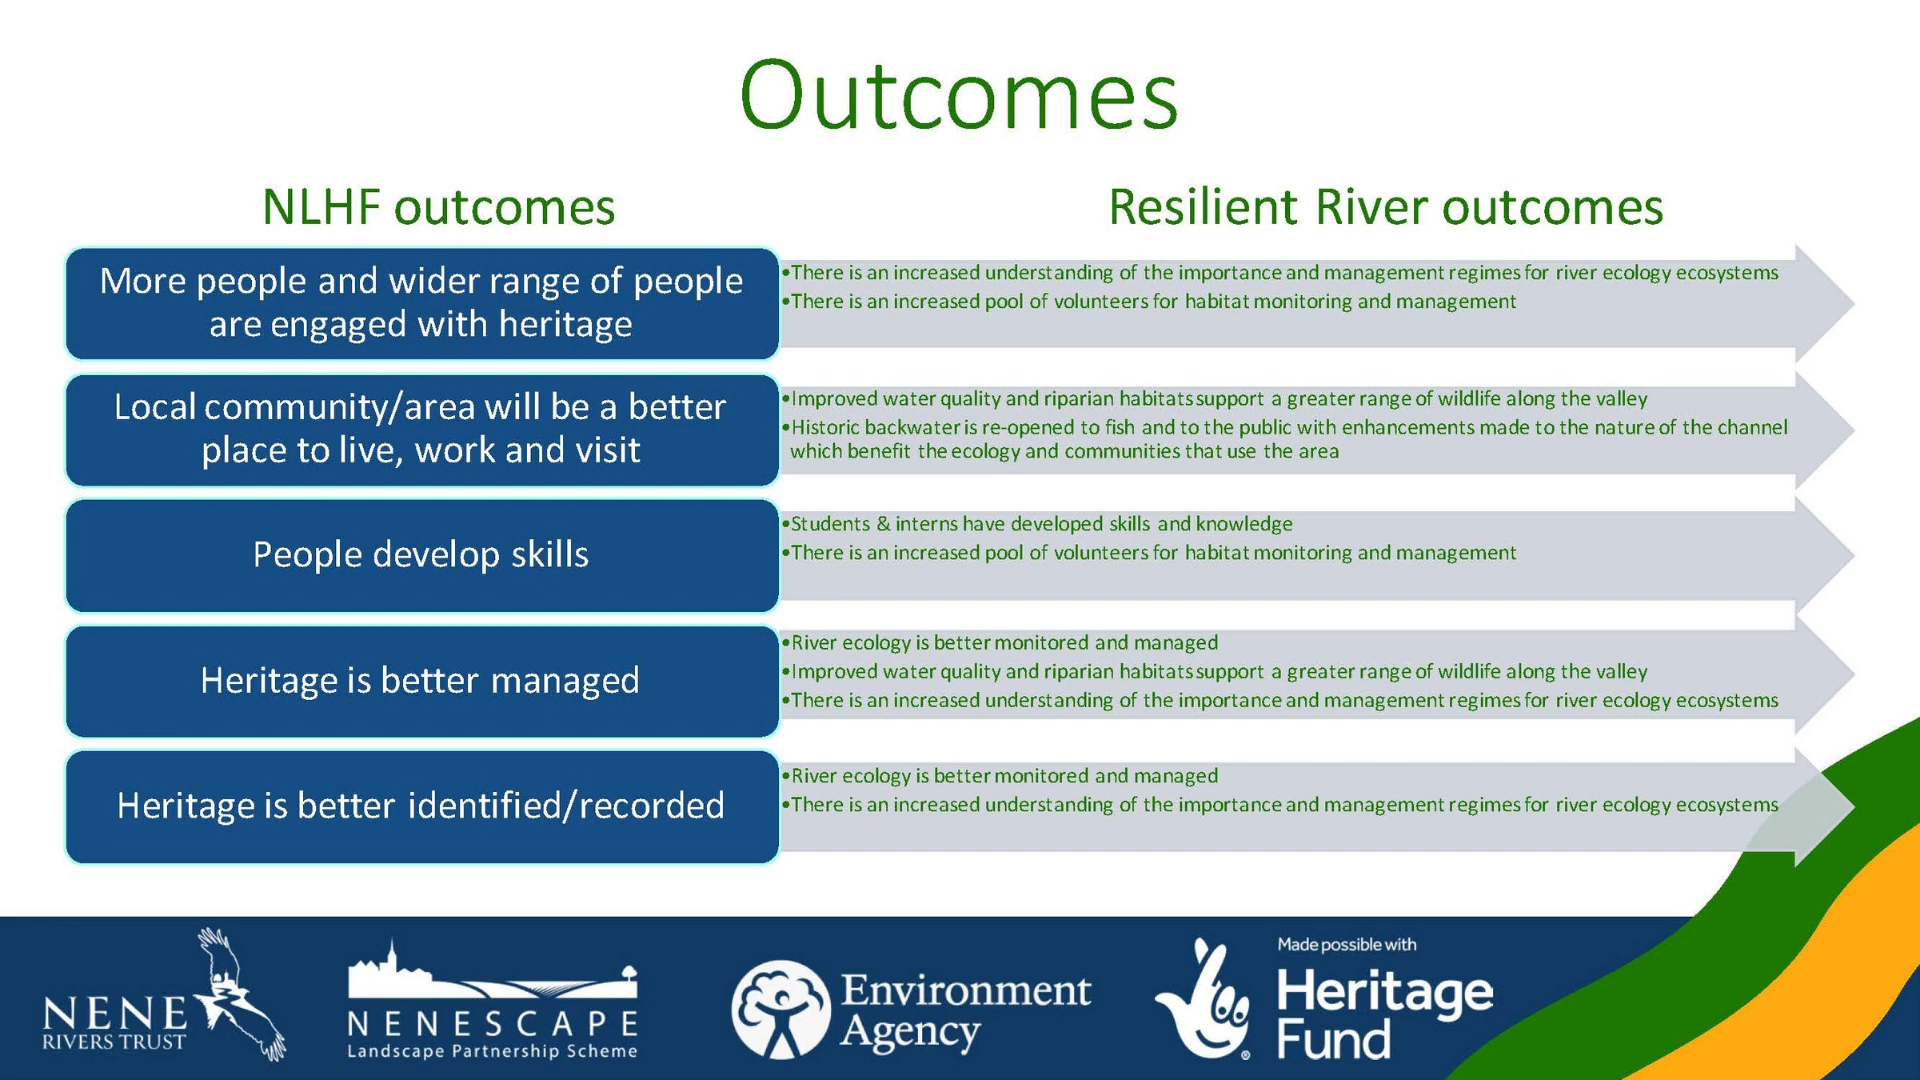 Outcomes
NLHF outcomes
Resilient River outcomes
More people and wider range of people
are engaged with heritage
•There is an increased understanding of the importance and management regimes for river ecology ecosystems
•There is an increased pool of volunteers for habitat monitoring and management
Local community/area will be a better
place to live, work and visit
•Improved water quality and riparian habitats support a greater range of wildlife along the valley
•Historic backwater is re-opened to fish and to the public with enhancements made to the nature of the channel
which benefit the ecology and communities that use the area
People develop skills
•Students & interns have developed skills and knowledge
•There is an increased pool of volunteers for habitat monitoring and management
Heritage is better managed
•River ecology is better monitored and managed
•Improved water quality and riparian habitats support a greater range of wildlife along the valley
•There is an increased understanding of the importance and management regimes for river ecology ecosystems
Heritage is better identified/recorded
•River ecology is better monitored and managed
•There is an increased understanding of the importance and management regimes for river ecology ecosystems
NENE
RIVERS TRUST
NENESCAPE
Landscape Partnership Scheme
Environment
Agency
Made possible with
Heritage
Fund